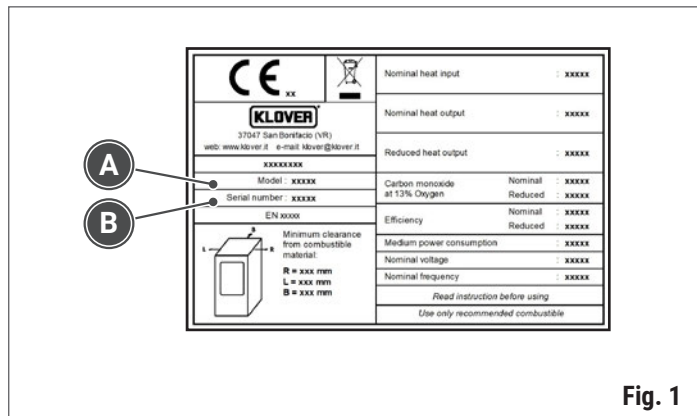 CE xx
KLOVER
37047 San Bonifacio (VR)
web: www.klover.it e-mail: klover@klover.it
xxxxxxxx
A
Model : xxxxx
B
Serial number : xxxxx
EN xxxxx
B
L
R
Minimum clearance
from combustible
material:
R = xxx mm
L = xxx mm
B = xxx mm
Nominal heat input : xxxxx
Nominal heat output : xxxxx
Reduced heat output : xxxxx
Carbon monoxide Nominal : xxxxx
at 13% Oxygen Reduced : xxxxx
Efficiency Nominal : xxxxx
Reduced : xxxxx
Medium power consumption : xxxxx
Nominal voltage : xxxxx
Nominal frequency : xxxxx
Read instruction before using
Use only recommended combustible
Fig. 1